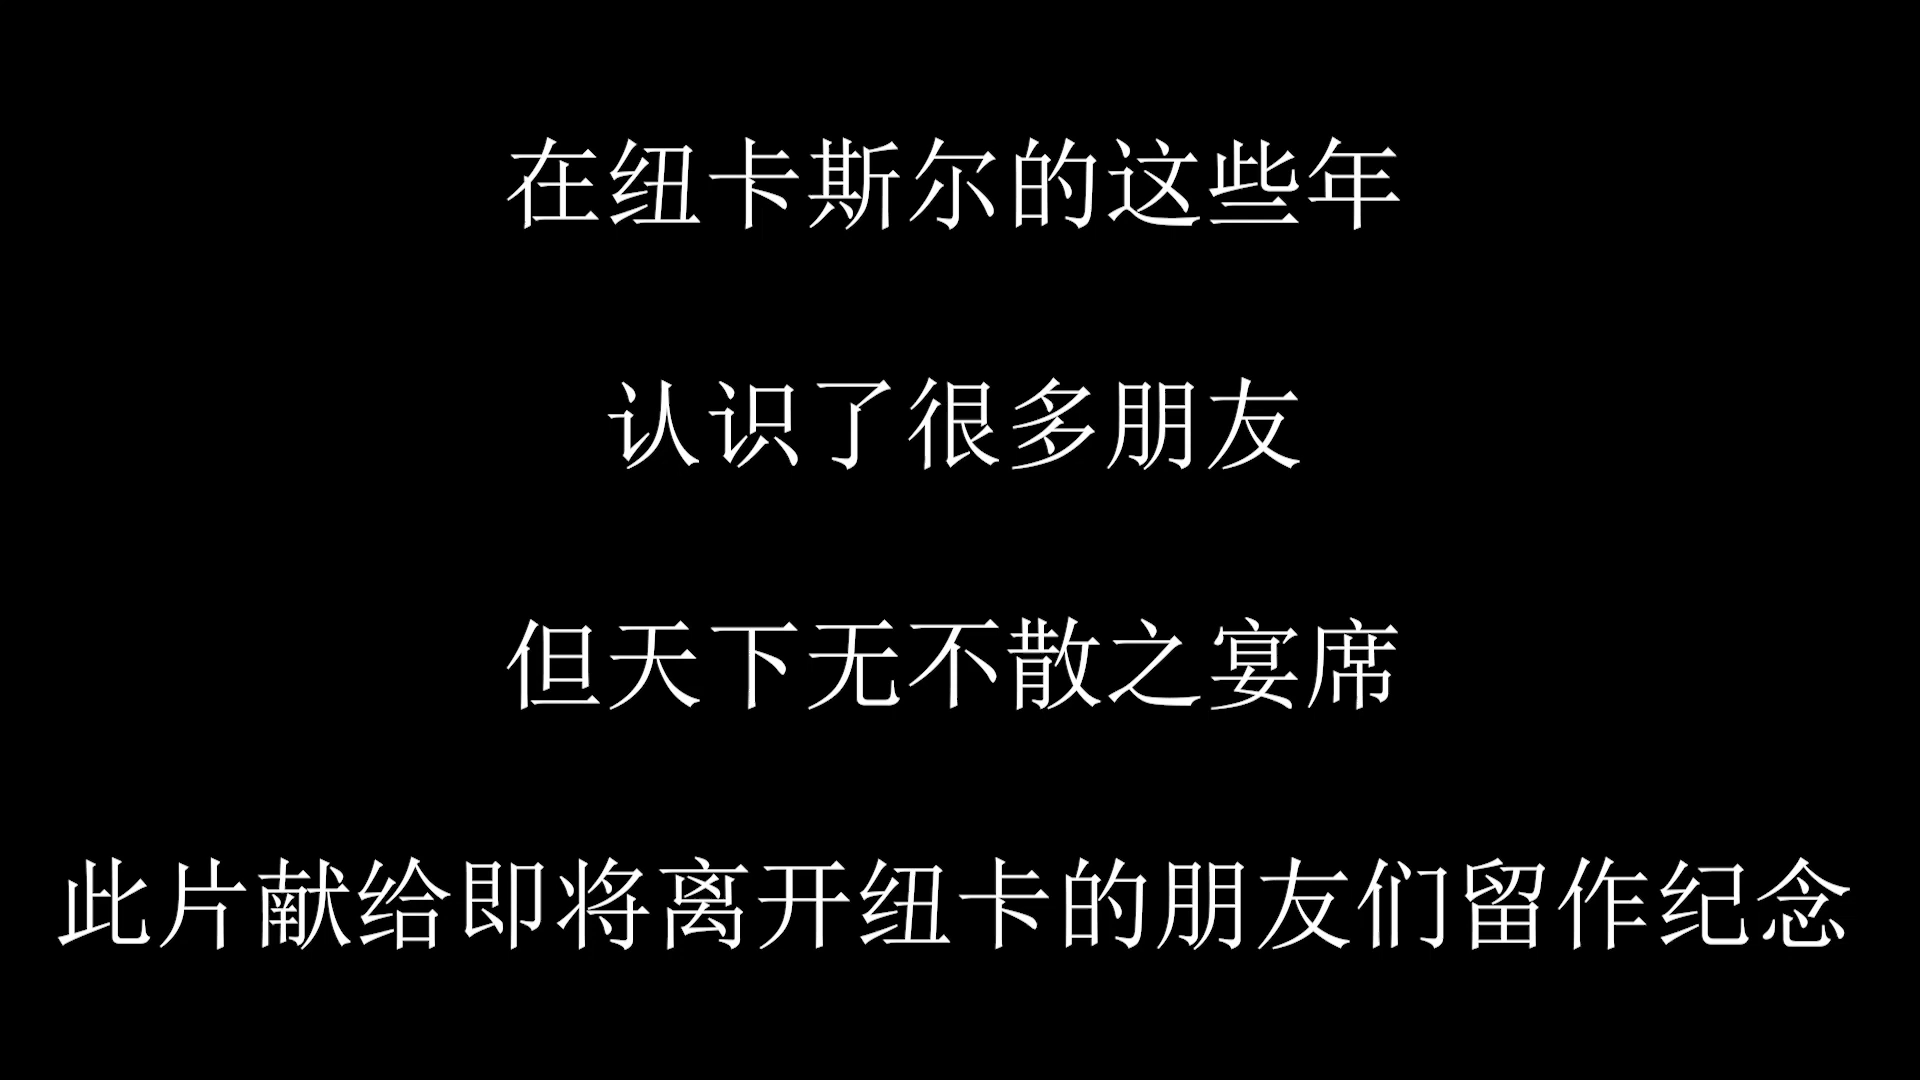 在纽卡斯尔的这些年
认识了很多朋友
但天下无不散之宴席
此片献给即将离开纽卡的朋友们留作纪念